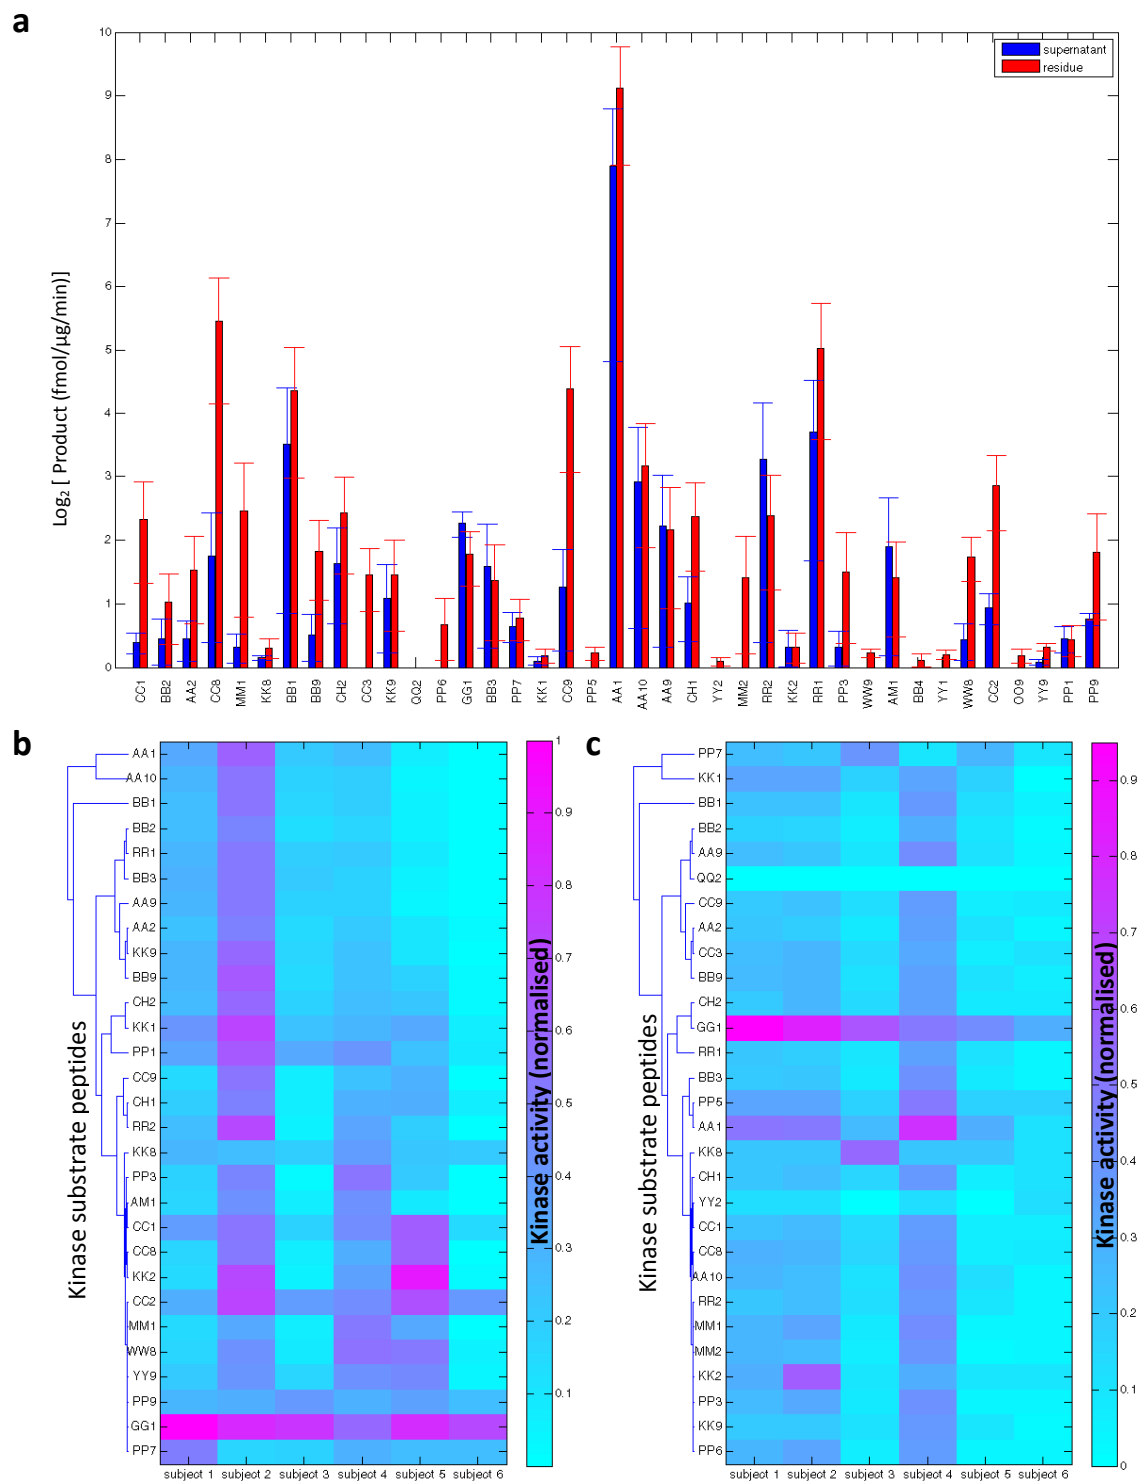 a
10
9
8
7
6
5
4
3
2
1
0
Log₂ [ Product (fmol/μg/min)]
supernatant
residue
CC1 BB2 AA2 CC8 MM1 KK8 BB1 BB9 CH2 CC3 KK9 QQ2 PP6 GG1 BB3 PP7 KK1 CC9 PP5 AA1 AA10 AA9 CH1 YY2 MM2 RR2 KK2 RR1 PP3 WW9 AM1 BB4 YY1 WW8 CC2 OO9 YY9 PP1 PP9
b
Kinase substrate peptides
AA1
AA10
BB1
BB2
RR1
BB3
AA9
AA2
KK9
BB9
CH2
KK1
PP1
CC9
CH1
RR2
KK8
PP3
AM1
CC1
CC8
KK2
CC2
MM1
WW8
YY9
PP9
GG1
PP7
subject 1 subject 2 subject 3 subject 4 subject 5 subject 6
Kinase activity (normalised)
1
0.9
0.8
0.7
0.6
0.5
0.4
0.3
0.2
0.1
c
Kinase substrate peptides
PP7
KK1
BB1
BB2
AA9
QQ2
CC9
AA2
CC3
BB9
CH2
GG1
RR1
BB3
PP5
AA1
KK8
CH1
YY2
CC1
CC8
AA10
RR2
MM1
MM2
KK2
PP3
KK9
PP6
subject 1 subject 2 subject 3 subject 4 subject 5 subject 6
Kinase activity (normalised)
0.9
0.8
0.7
0.6
0.5
0.4
0.3
0.2
0.1
0